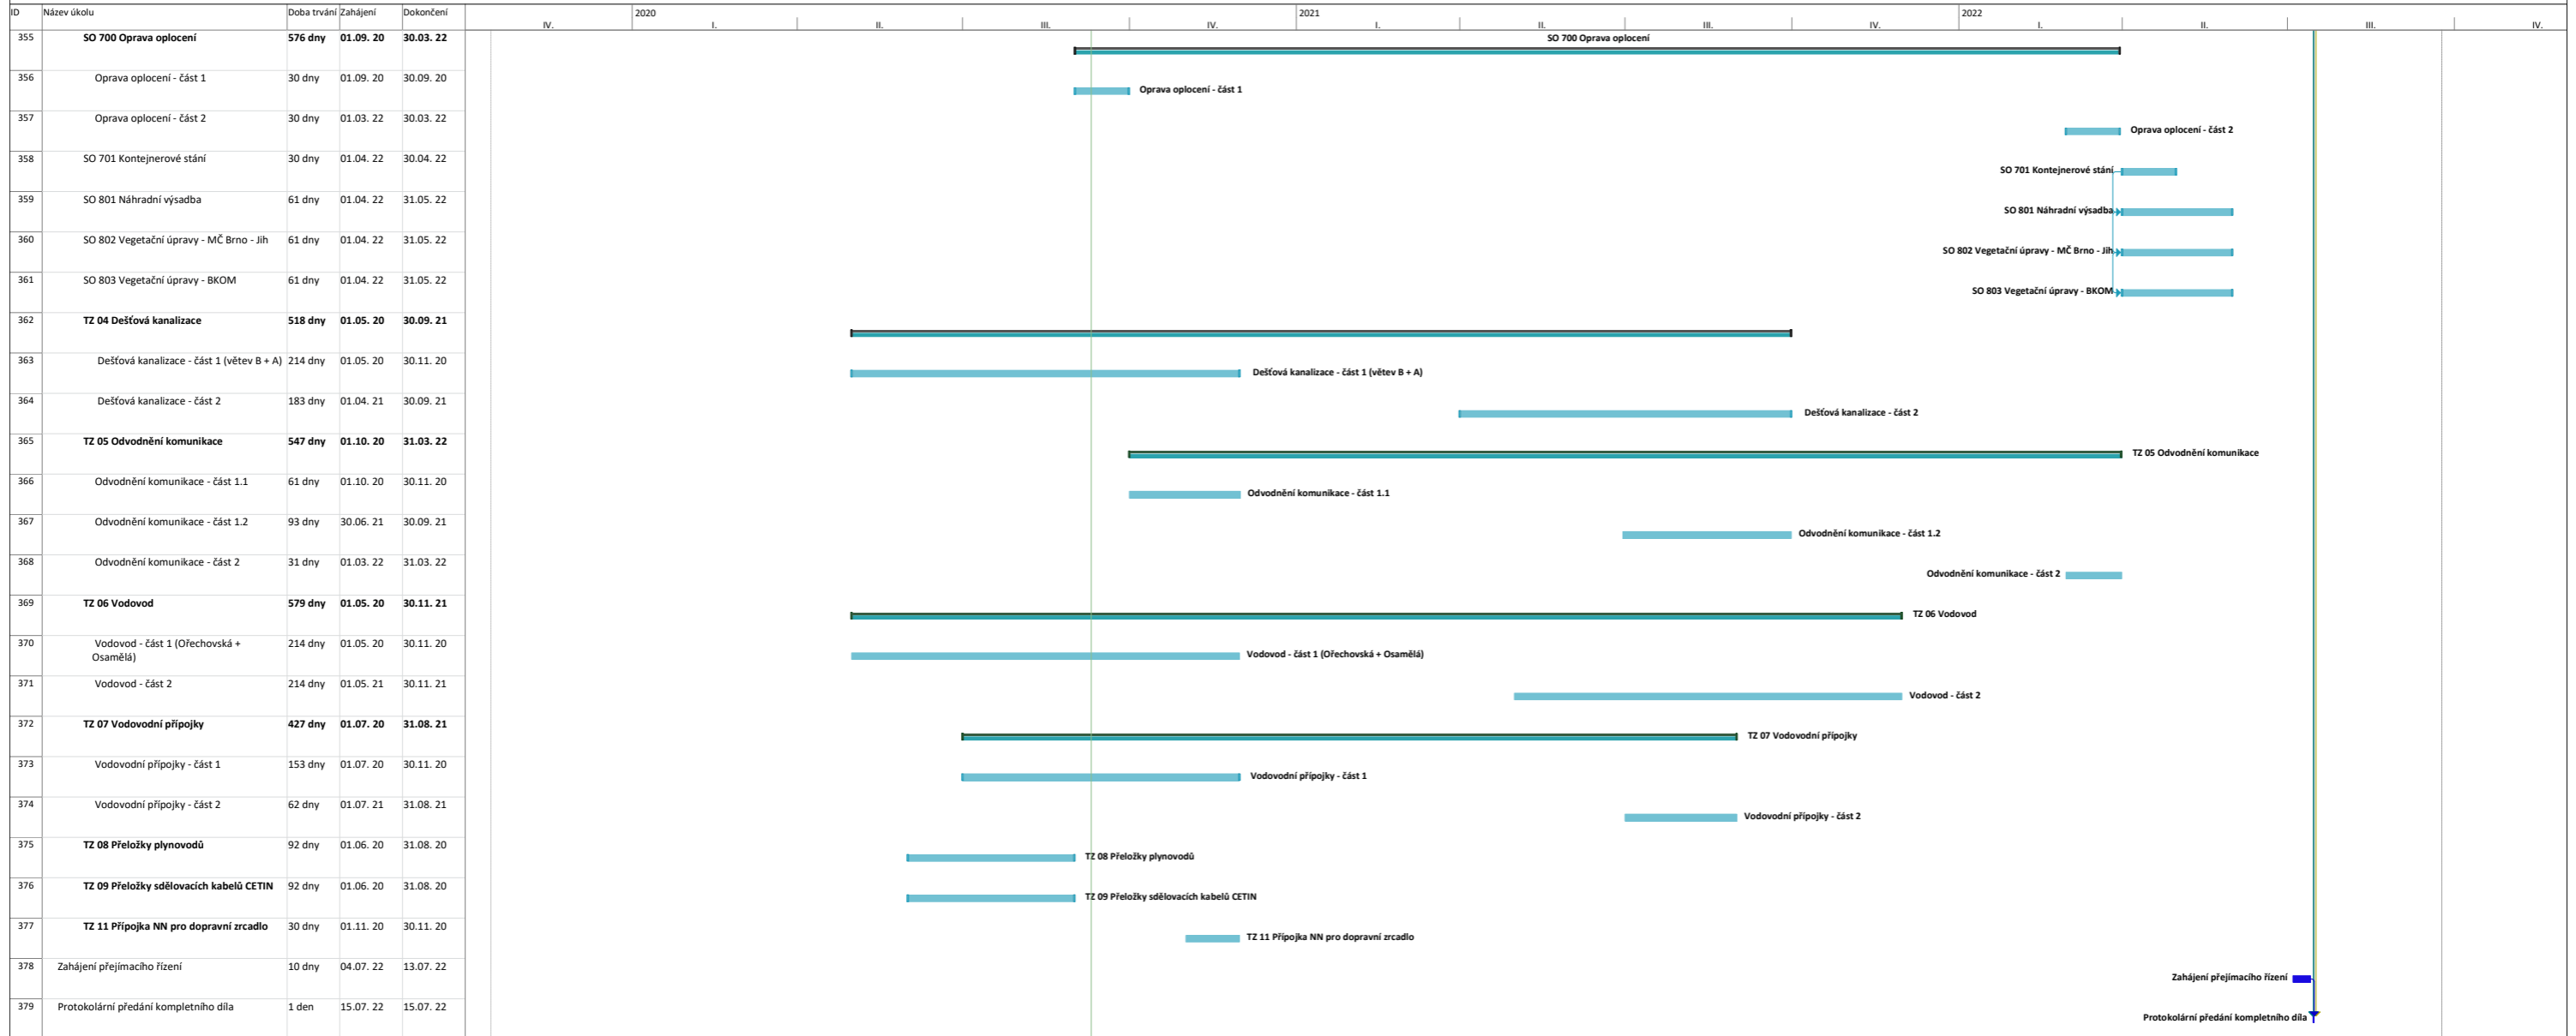 ID Název úkolu Doba trvání Zahájení Dokončení 2020 2021 2022
IV. I. II. III. IV. I. II. III. IV. I. II. III. IV.
355 SO 700 Oprava oplocení 576 dny 01.09. 20 30.03. 22 SO 700 Oprava oplocení
356 Oprava oplocení - část 1 30 dny 01.09. 20 30.09. 20 Oprava oplocení - část 1
357 Oprava oplocení - část 2 30 dny 01.03. 22 30.03. 22 Oprava oplocení - část 2
358 SO 701 Kontejnerové stání 30 dny 01.04. 22 30.04. 22 SO 701 Kontejnerové stání
359 SO 801 Náhradní výsadba 61 dny 01.04. 22 31.05. 22 SO 801 Náhradní výsadba
360 SO 802 Vegetační úpravy - MČ Brno - Jih 61 dny 01.04. 22 31.05. 22 SO 802 Vegetační úpravy - MČ Brno - Jih
361 SO 803 Vegetační úpravy - BKOM 61 dny 01.04. 22 31.05. 22 SO 803 Vegetační úpravy - BKOM
362 TZ 04 Dešťová kanalizace 518 dny 01.05. 20 30.09. 21
363 Dešťová kanalizace - část 1 (větev B + A) 214 dny 01.05. 20 30.11. 20 Dešťová kanalizace - část 1 (větev B + A)
364 Dešťová kanalizace - část 2 183 dny 01.04. 21 30.09. 21 Dešťová kanalizace - část 2
365 TZ 05 Odvodnění komunikace 547 dny 01.10. 20 31.03. 22 TZ 05 Odvodnění komunikace
366 Odvodnění komunikace - část 1.1 61 dny 01.10. 20 30.11. 20 Odvodnění komunikace - část 1.1
367 Odvodnění komunikace - část 1.2 93 dny 30.06. 21 30.09. 21 Odvodnění komunikace - část 1.2
368 Odvodnění komunikace - část 2 31 dny 01.03. 22 31.03. 22 Odvodnění komunikace - část 2
369 TZ 06 Vodovod 579 dny 01.05. 20 30.11. 21 TZ 06 Vodovod
370 Vodovod - část 1 (Ořechovská + 214 dny 01.05. 20 30.11. 20 Vodovod - část 1 (Ořechovská + Osamělá)
Osamělá)
371 Vodovod - část 2 214 dny 01.05. 21 30.11. 21 Vodovod - část 2
372 TZ 07 Vodovodní přípojky 427 dny 01.07. 20 31.08. 21 TZ 07 Vodovodní přípojky
373 Vodovodní přípojky - část 1 153 dny 01.07. 20 30.11. 20 Vodovodní přípojky - část 1
374 Vodovodní přípojky - část 2 62 dny 01.07. 21 31.08. 21 Vodovodní přípojky - část 2
375 TZ 08 Přeložky plynovodů 92 dny 01.06. 20 31.08. 20 TZ 08 Přeložky plynovodů
376 TZ 09 Přeložky sdělovacích kabelů CETIN 92 dny 01.06. 20 31.08. 20 TZ 09 Přeložky sdělovacích kabelů CETIN
377 TZ 11 Přípojka NN pro dopravní zrcadlo 30 dny 01.11. 20 30.11. 20 TZ 11 Přípojka NN pro dopravní zrcadlo
378 Zahájení přejímacího řízení 10 dny 04.07. 22 13.07. 22 Zahájení přejímacího řízení
379 Protokolární předání kompletního díla 1 den 15.07. 22 15.07. 22 Protokolární předání kompletního díla